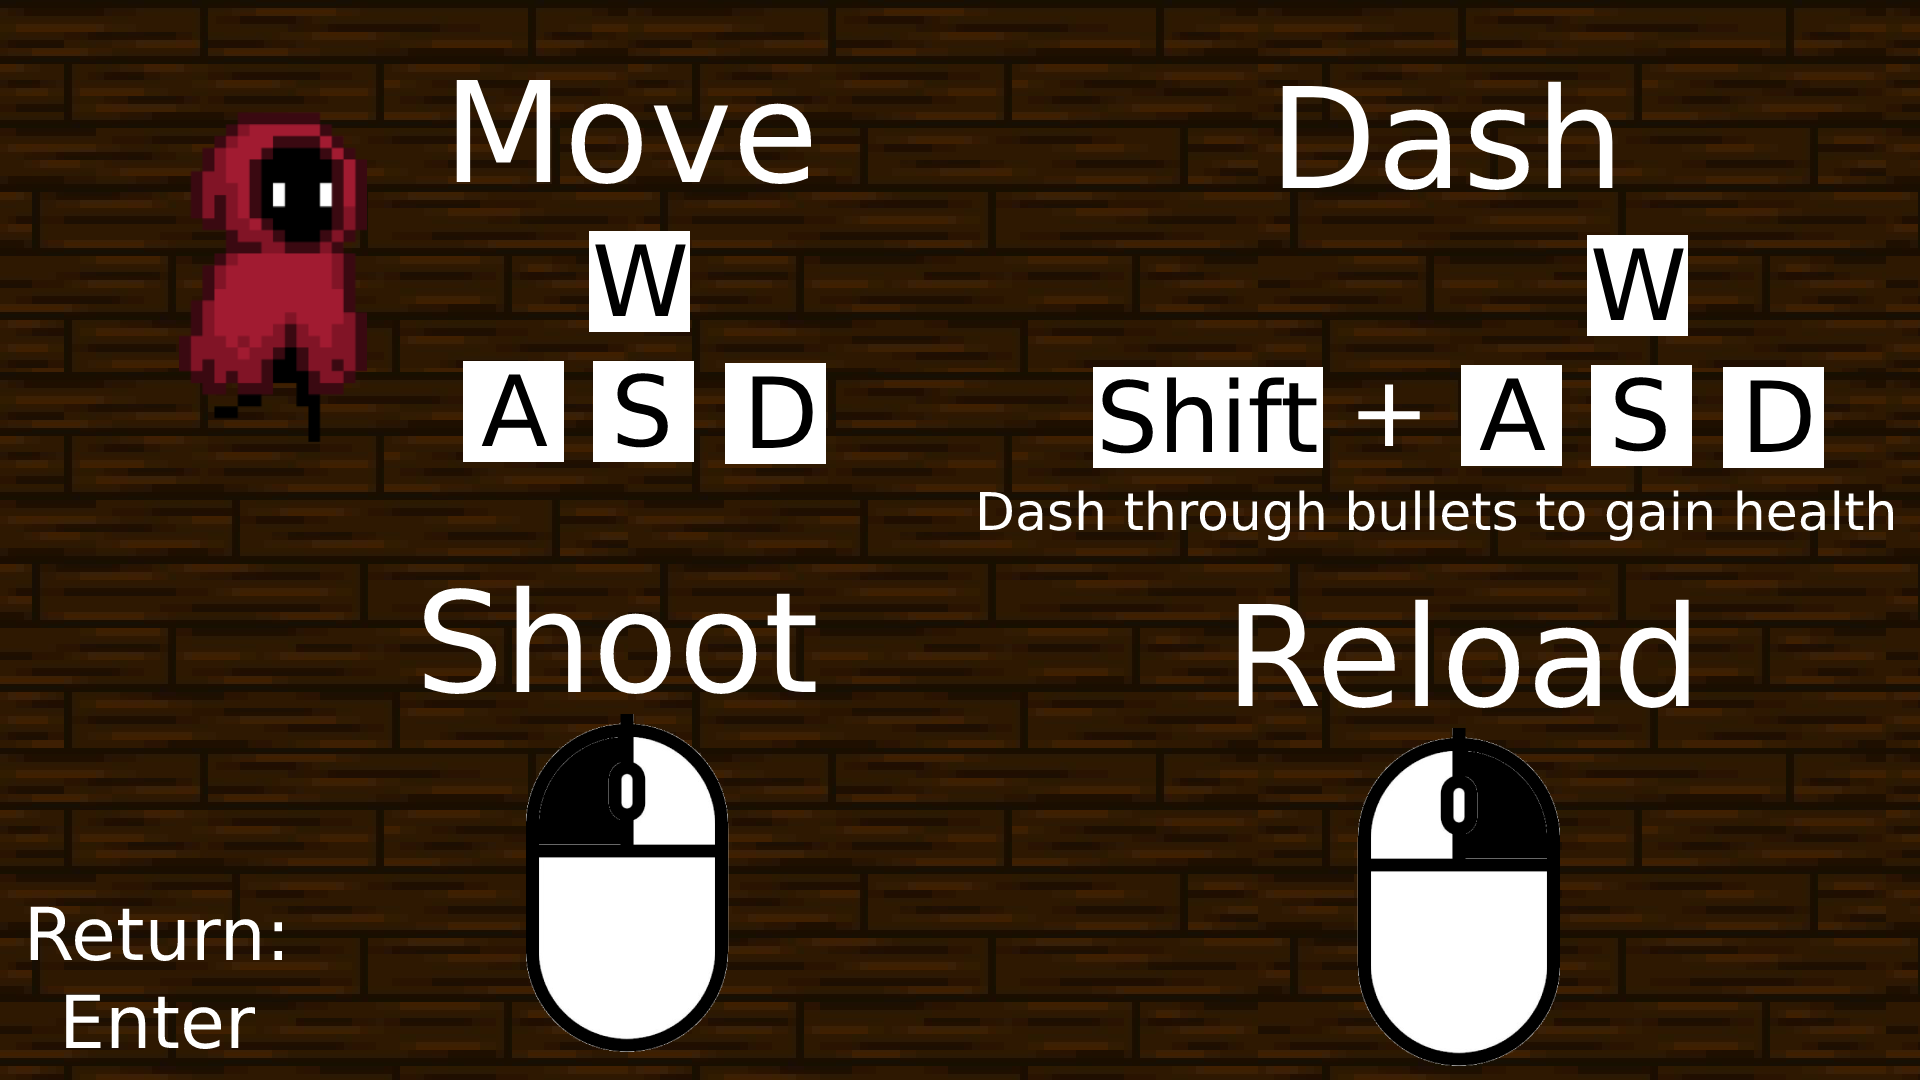 Move
W
A S D
Dash
W
Shift + A S D
Dash through bullets to gain health
Shoot
Reload
Return:
Enter